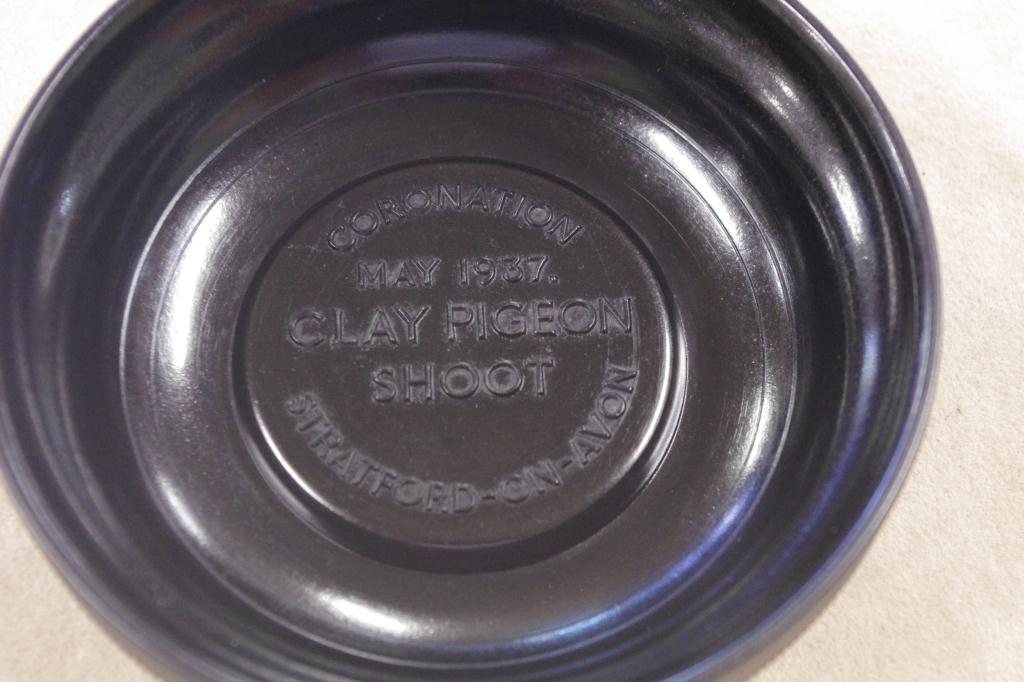 CORONATION
MAY 1937.
CLAY PIGEON
SHOOT
STRATFORD-ON-AVON